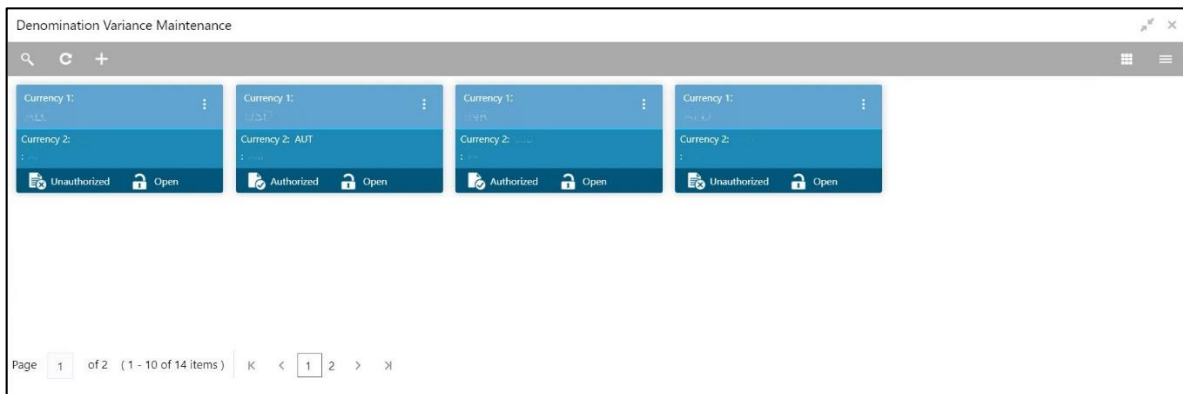 Denomination Variance Maintenance
Currency 1: Currency 1: Currency 1: Currency 1:
Currency 2: Currency 2: AUT Currency 2: Currency 2:
: : : :
Unauthorized Open Authorized Open Authorized Open Unauthorized Open
Page 1 of 2 ( 1 - 10 of 14 items ) 1 2